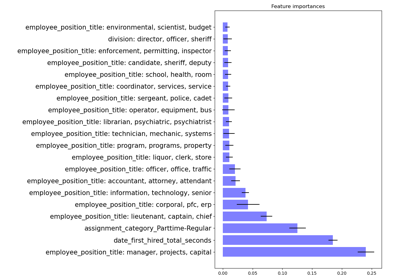 Feature importances
employee_position_title: environmental, scientist, budget
division: director, officer, sheriff
employee_position_title: enforcement, permitting, inspector
employee_position_title: candidate, sheriff, deputy
employee_position_title: school, health, room
employee_position_title: coordinator, services, service
employee_position_title: sergeant, police, cadet
employee_position_title: operator, equipment, bus
employee_position_title: librarian, psychiatric, psychiatrist
employee_position_title: technician, mechanic, systems
employee_position_title: program, programs, property
employee_position_title: liquor, clerk, store
employee_position_title: officer, office, traffic
employee_position_title: accountant, attorney, attendant
employee_position_title: information, technology, senior
employee_position_title: corporal, pfc, erp
employee_position_title: lieutenant, captain, chief
assignment_category_Parttime-Regular
date_first_hired_total_seconds
employee_position_title: manager, projects, capital
0.00 0.05 0.10 0.15 0.20 0.25